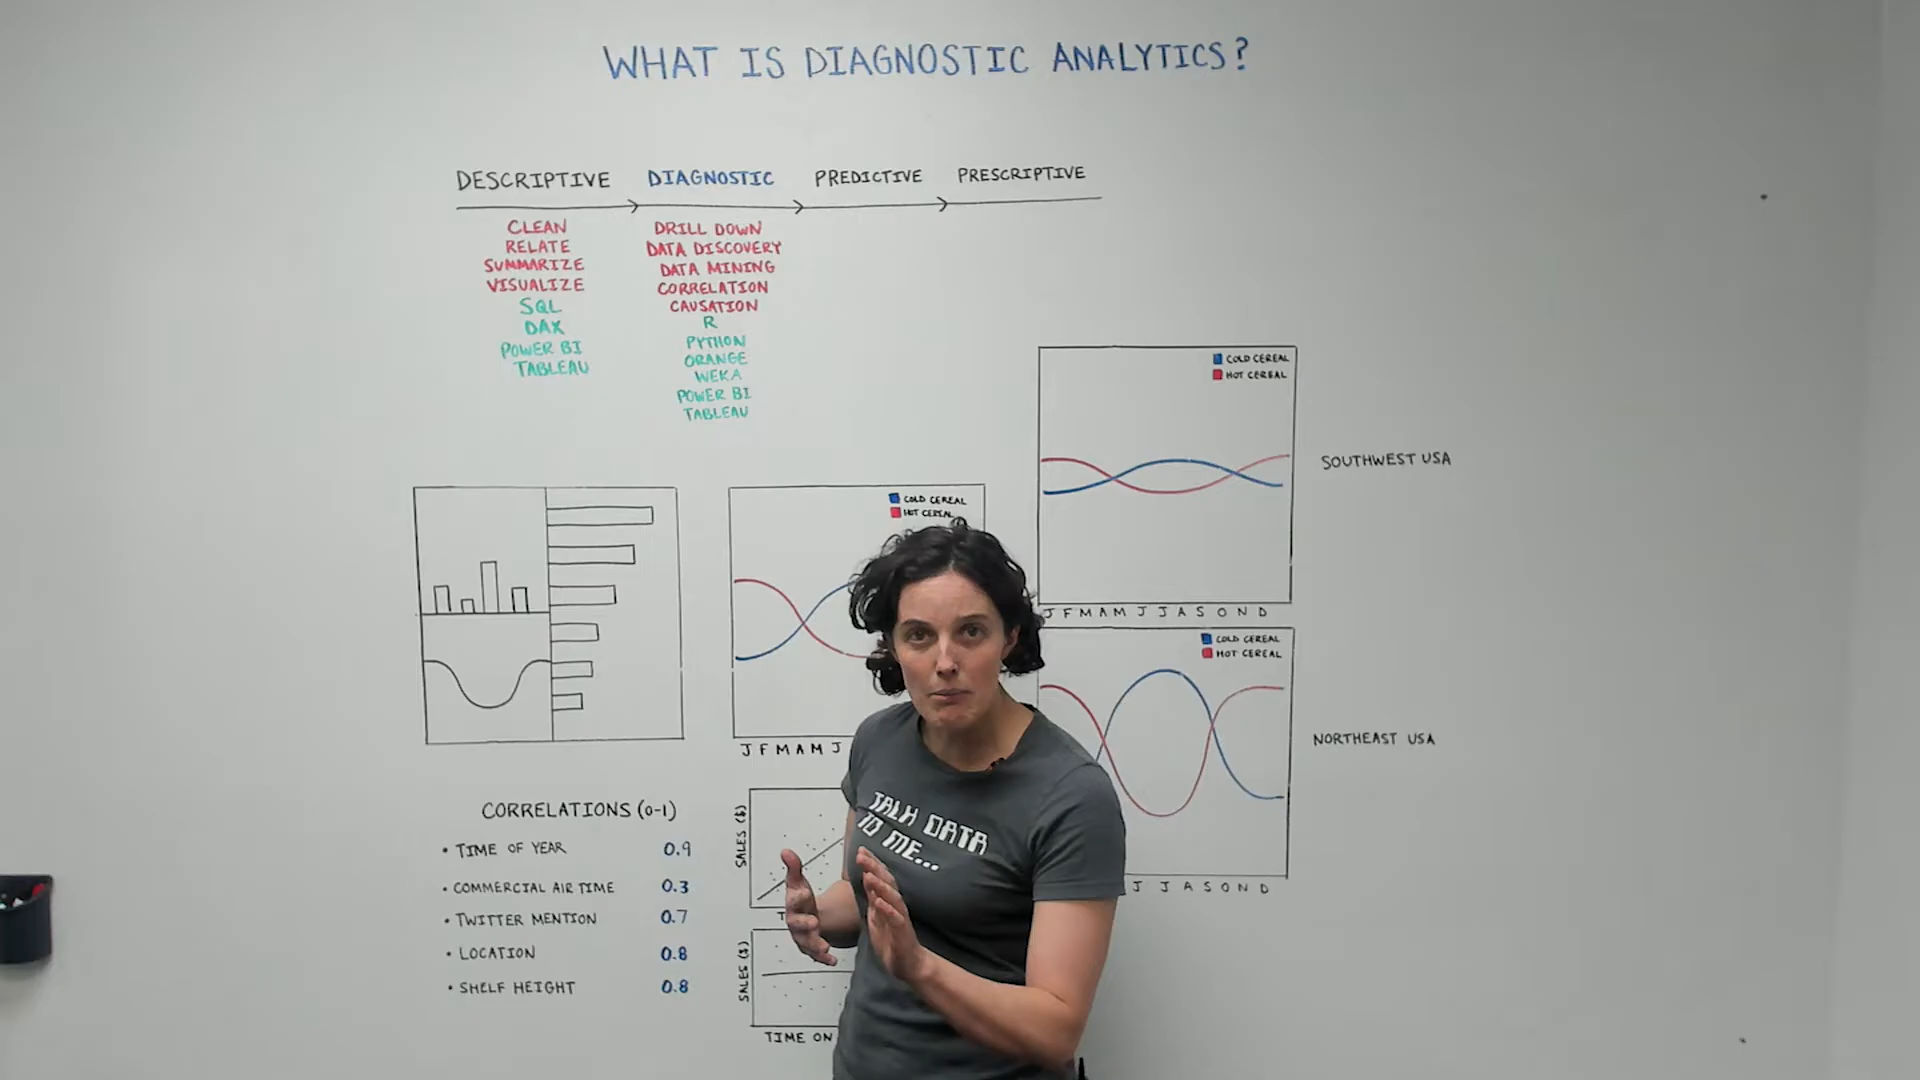 WHAT IS DIAGNOSTIC ANALYTICS?
DESCRIPTIVE
CLEAN
RELATE
SUMMARIZE
VISUALIZE
SQL
DAX
POWER BI
TABLEAU
DIAGNOSTIC
DRILL DOWN
DATA DISCOVERY
DATA MINING
CORRELATION
CAUSATION
R
PYTHON
ORANGE
WEKA
POWER BI
TABLEAU
PREDICTIVE
PRESCRIPTIVE
COLD CEREAL
HOT CEREAL
J F M A M J
COLD CEREAL
HOT CEREAL
J F M A M J J A S O N D
SOUTHWEST USA
COLD CEREAL
HOT CEREAL
J J A S O N D
NORTHEAST USA
CORRELATIONS (0-1)
• TIME OF YEAR 0.9
• COMMERCIAL AIR TIME 0.3
• TWITTER MENTION 0.7
• LOCATION 0.8
• SHELF HEIGHT 0.8
SALES ($)
SALES ($)
TIME ON
TALK DATA
TO ME...